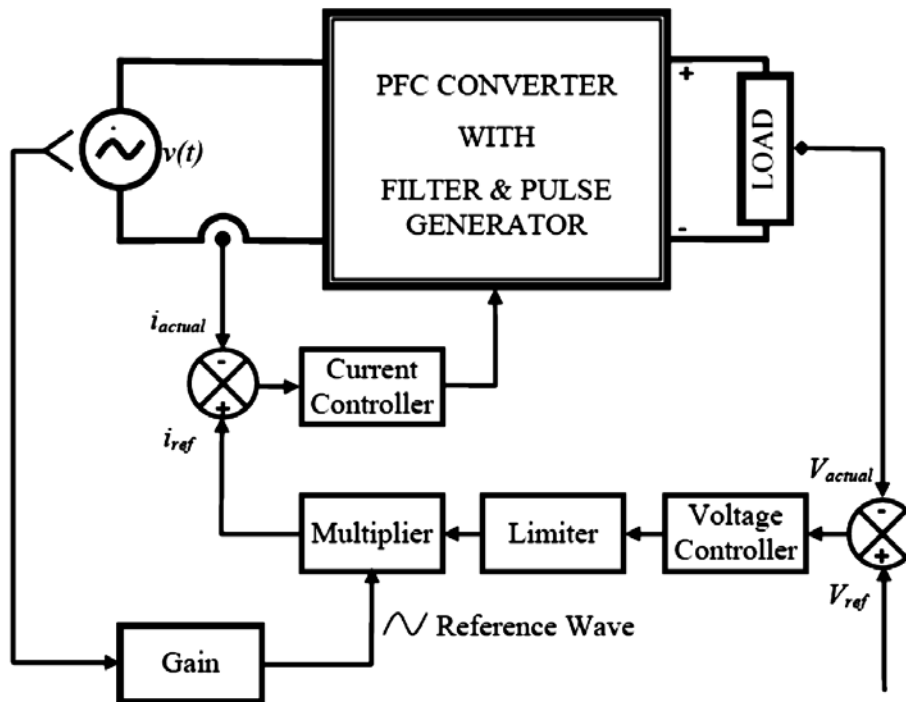 PFC CONVERTER
WITH
FILTER & PULSE
GENERATOR
+
-
LOAD
v(t)
i_actual
-
+
i_ref
Current
Controller
Multiplier
Limiter
Voltage
Controller
V_actual
-
+
V_ref
Reference Wave
Gain